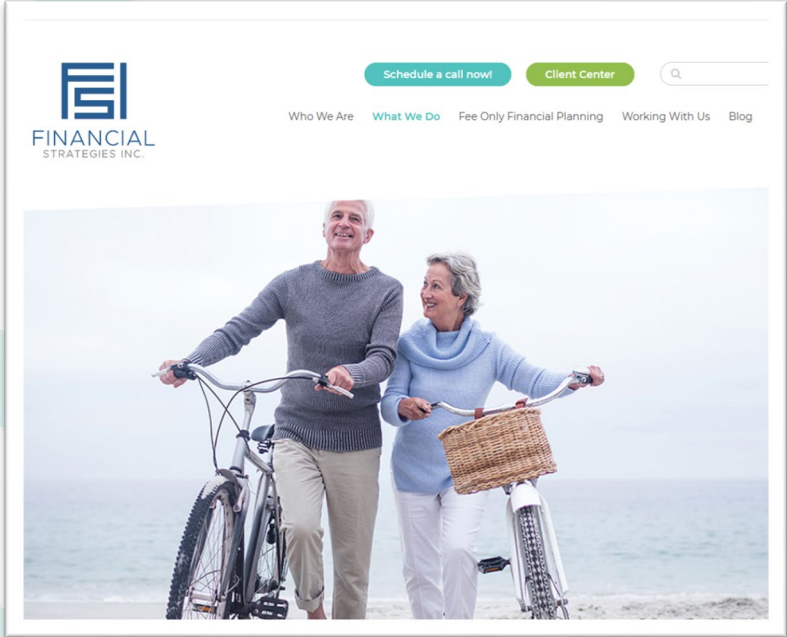 Schedule a call now!
Client Center
FSI
FINANCIAL
STRATEGIES INC.
Who We Are What We Do Fee Only Financial Planning Working With Us Blog